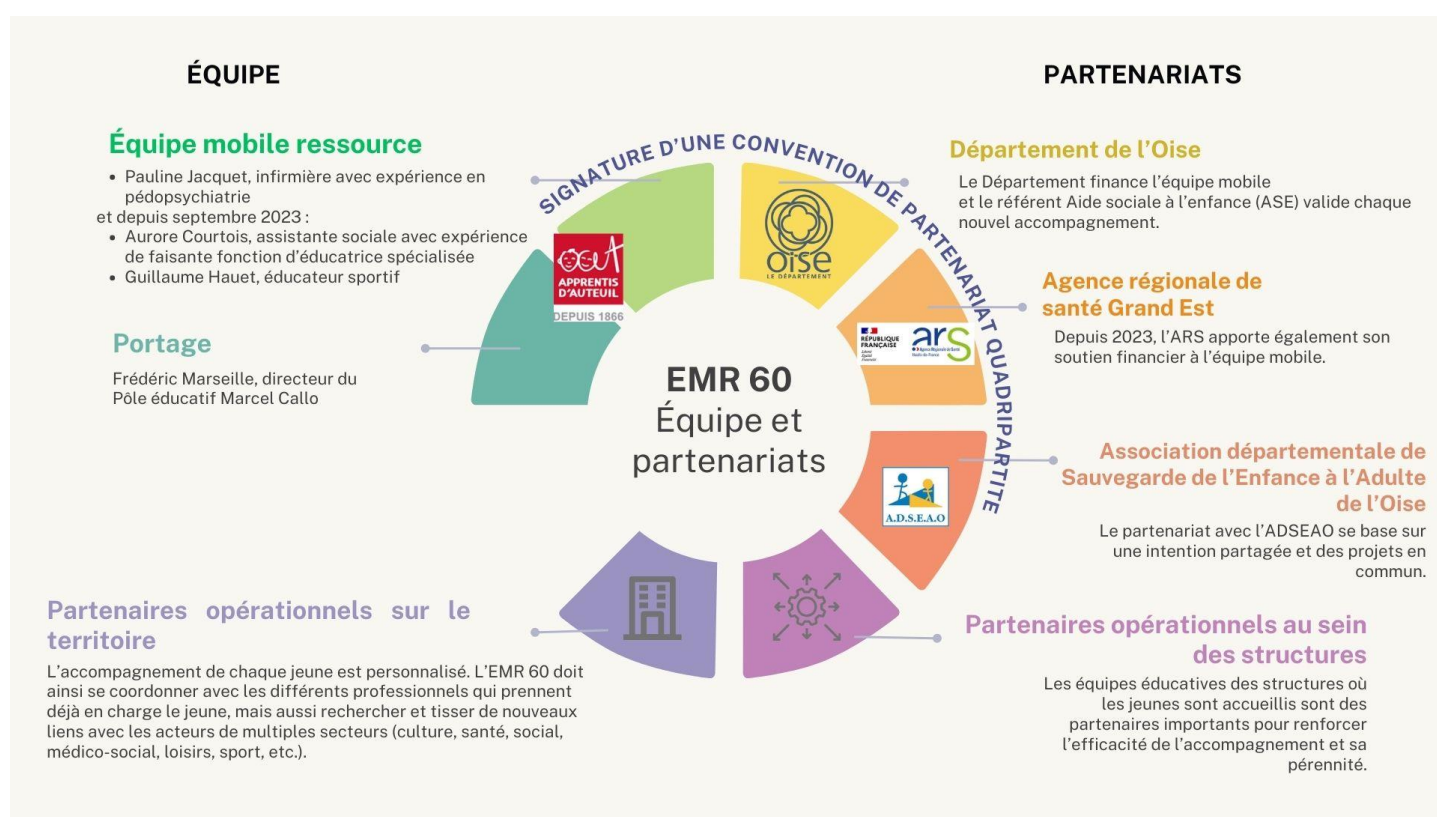 ÉQUIPE
Équipe mobile ressource
• Pauline Jacquet, infirmière avec expérience en
pédopsychiatrie
et depuis septembre 2023 :
• Aurore Courtois, assistante sociale avec expérience
de faisante fonction d’éducatrice spécialisée
• Guillaume Hauet, éducateur sportif
Portage
Frédéric Marseille, directeur du
Pôle éducatif Marcel Callo
SIGNATURE D’UNE CONVENTION DE PARTENARIAT QUADRIPARTITE
APPRENTIS
D’AUTEUIL
DEPUIS 1866
oise
LE DÉPARTEMENT
RÉPUBLIQUE
FRANÇAISE
ars
A.D.S.E.A.O
EMR 60
Équipe et
partenariats
PARTENARIATS
Département de l’Oise
Le Département finance l’équipe mobile
et le référent Aide sociale à l’enfance (ASE) valide chaque
nouvel accompagnement.
Agence régionale de
santé Grand Est
Depuis 2023, l’ARS apporte également son
soutien financier à l’équipe mobile.
Association départementale de
Sauvegarde de l’Enfance à l’Adulte
de l’Oise
Le partenariat avec l’ADSEAO se base sur
une intention partagée et des projets en
commun.
Partenaires opérationnels au sein
des structures
Les équipes éducatives des structures où
les jeunes sont accueillis sont des
partenaires importants pour renforcer
l’efficacité de l’accompagnement et sa
pérennité.
Partenaires opérationnels sur le
territoire
L’accompagnement de chaque jeune est personnalisé. L’EMR 60 doit
ainsi se coordonner avec les différents professionnels qui prennent
déjà en charge le jeune, mais aussi rechercher et tisser de nouveaux
liens avec les acteurs de multiples secteurs (culture, santé, social,
médico-social, loisirs, sport, etc.).